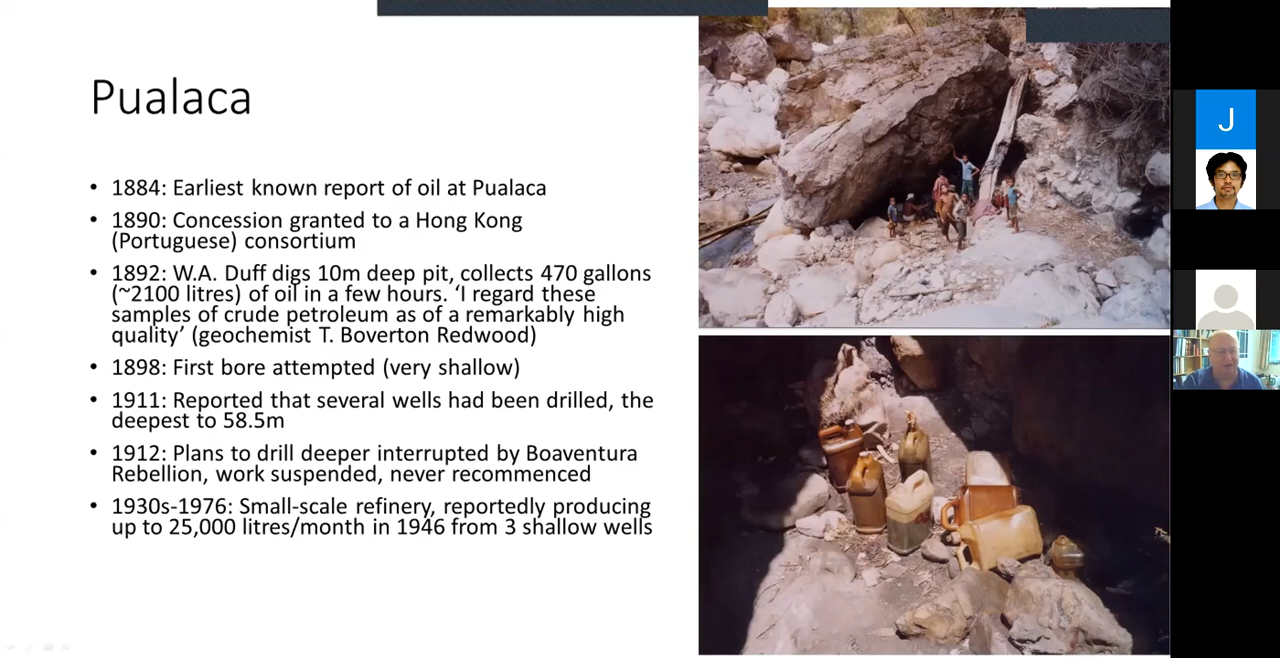 Pualaca
• 1884: Earliest known report of oil at Pualaca
• 1890: Concession granted to a Hong Kong
(Portuguese) consortium
• 1892: W.A. Duff digs 10m deep pit, collects 470 gallons
(~2100 litres) of oil in a few hours. ‘I regard these
samples of crude petroleum as of a remarkably high
quality’ (geochemist T. Boverton Redwood)
• 1898: First bore attempted (very shallow)
• 1911: Reported that several wells had been drilled, the
deepest to 58.5m
• 1912: Plans to drill deeper interrupted by Boaventura
Rebellion, work suspended, never recommenced
• 1930s-1976: Small-scale refinery, reportedly producing
up to 25,000 litres/month in 1946 from 3 shallow wells
J